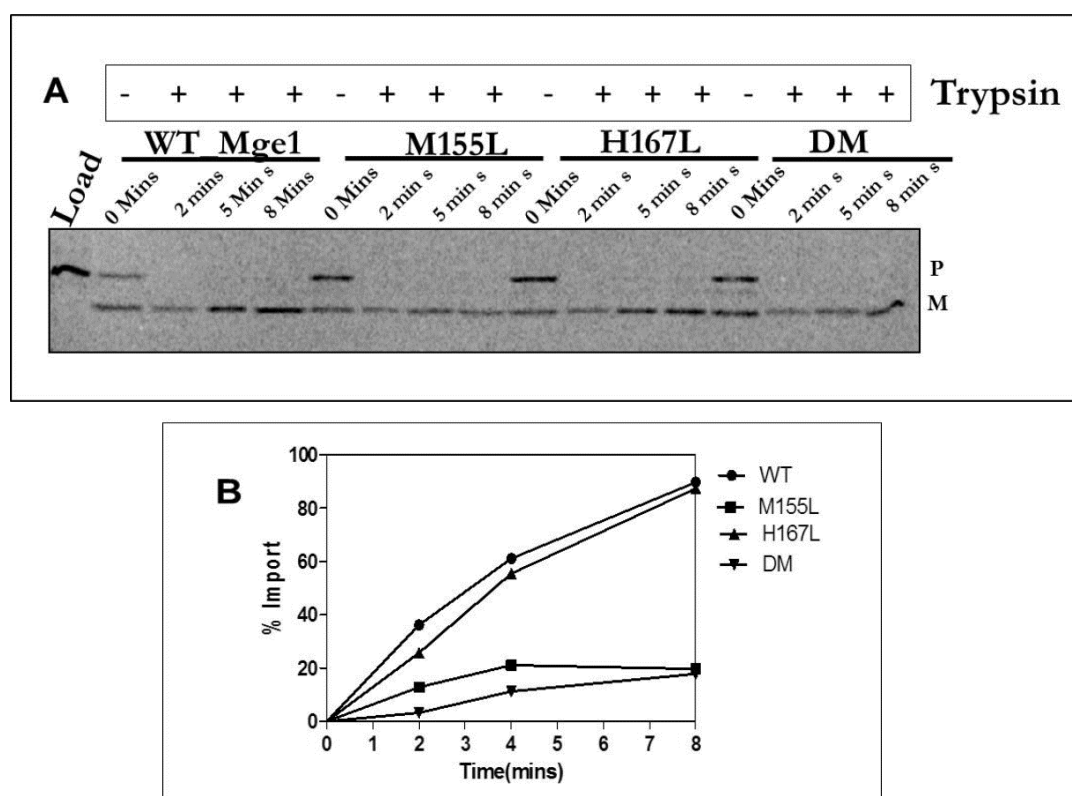 A
- + + + - + + + - + + + - + + + Trypsin
WT_Mge1 M155L H167L DM
Load 0 Mins 2 mins 5 Min s 8 Mins 0 Mins 2 min s 5 min s 8 min s 0 Mins 2 min s 5 min s 8 min s 0 Mins 2 min s 5 min s 8 min s
P
M
B
% Import
100
80
60
40
20
0
0 1 2 3 4 5 6 7 8
Time(mins)
WT
M155L
H167L
DM